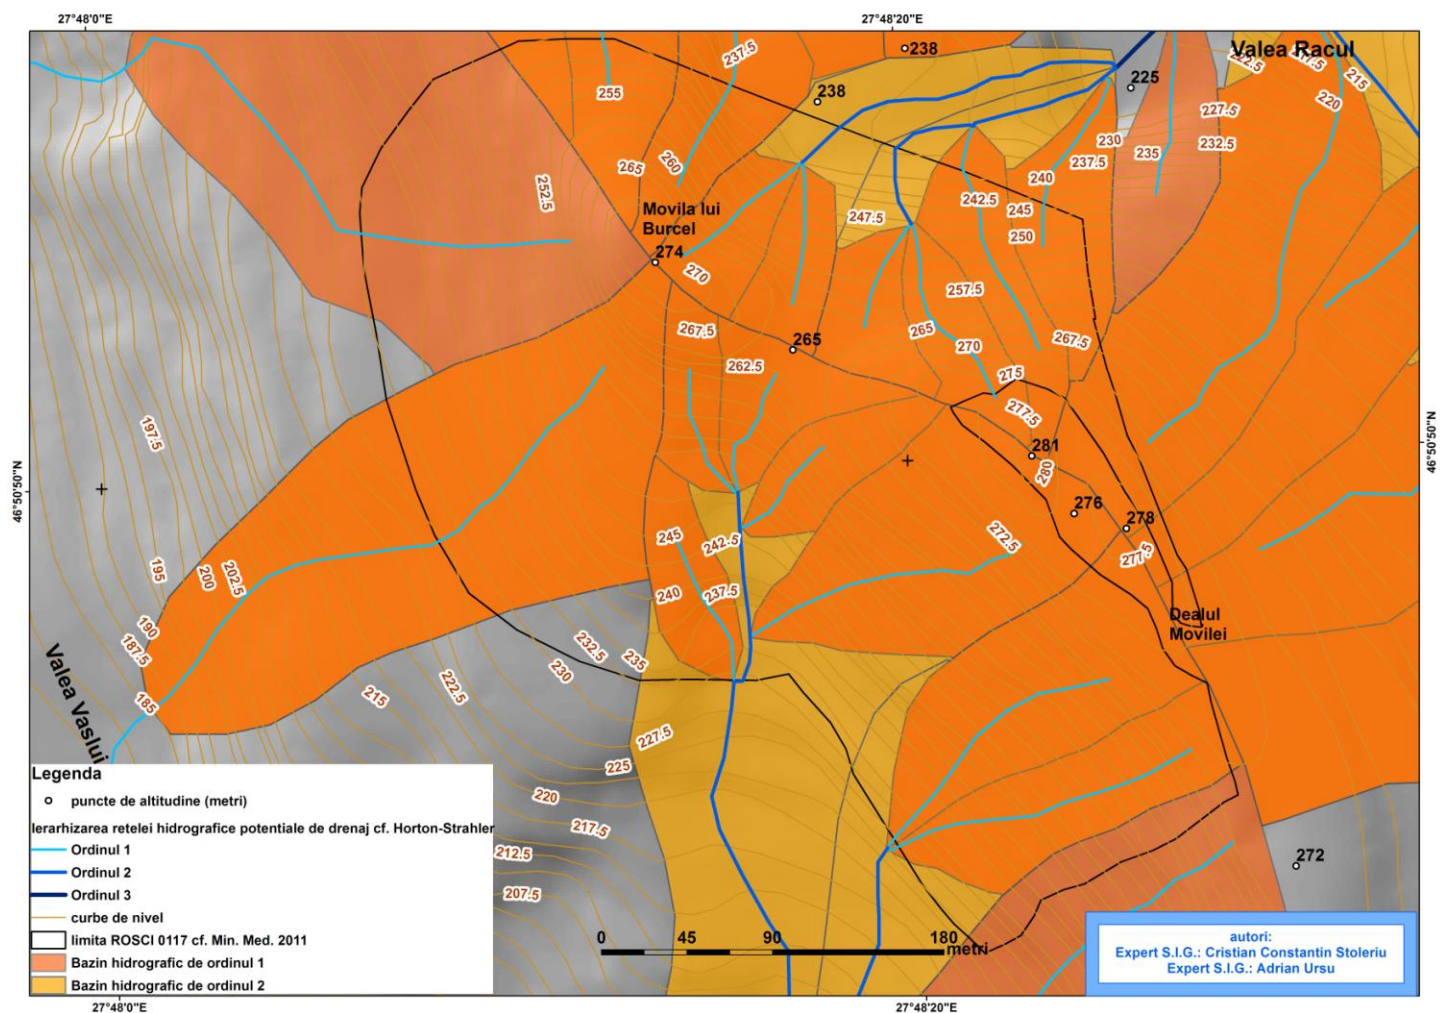 27°48'0"E
27°48'20"E
Valea Racul
238
237.5
225
215
220
227.5
232.5
255
238
230
235
237.5
240
265
260
252.5
242.5
245
247.5
250
Movila lui
Burcel
274
270
257.5
265
267.5
270
267.5
265
262.5
275
277.5
281
280
276
278
277.5
272.5
197.5
46°50'50"N
46°50'50"N
195
200
202.5
245
242.5
240
237.5
190
187.5
185
232.5
235
230
222.5
215
Dealul
Movilei
Valea Vaslui
227.5
225
220
217.5
212.5
207.5
272
Legenda
puncte de altitudine (metri)
Ierarhizarea retelei hidrografice potentiale de drenaj cf. Horton-Strahler
Ordinul 1
Ordinul 2
Ordinul 3
curbe de nivel
limita ROSCI 0117 cf. Min. Med. 2011
Bazin hidrografic de ordinul 1
Bazin hidrografic de ordinul 2
0 45 90 180
metri
autori:
Expert S.I.G.: Cristian Constantin Stoleriu
Expert S.I.G.: Adrian Ursu
27°48'0"E
27°48'20"E